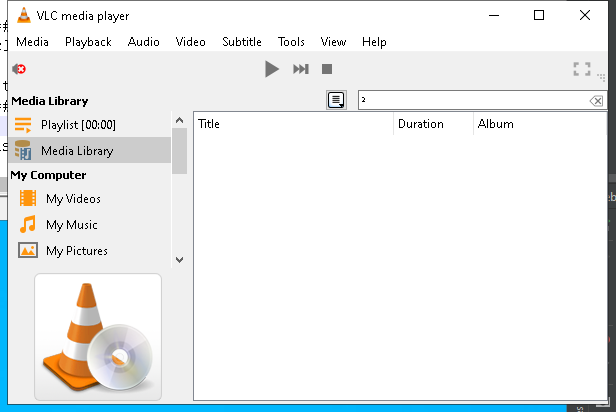 VLC media player
Media Playback Audio Video Subtitle Tools View Help
Media Library
²
Playlist [00:00]
Title Duration Album
Media Library
My Computer
My Videos
My Music
My Pictures